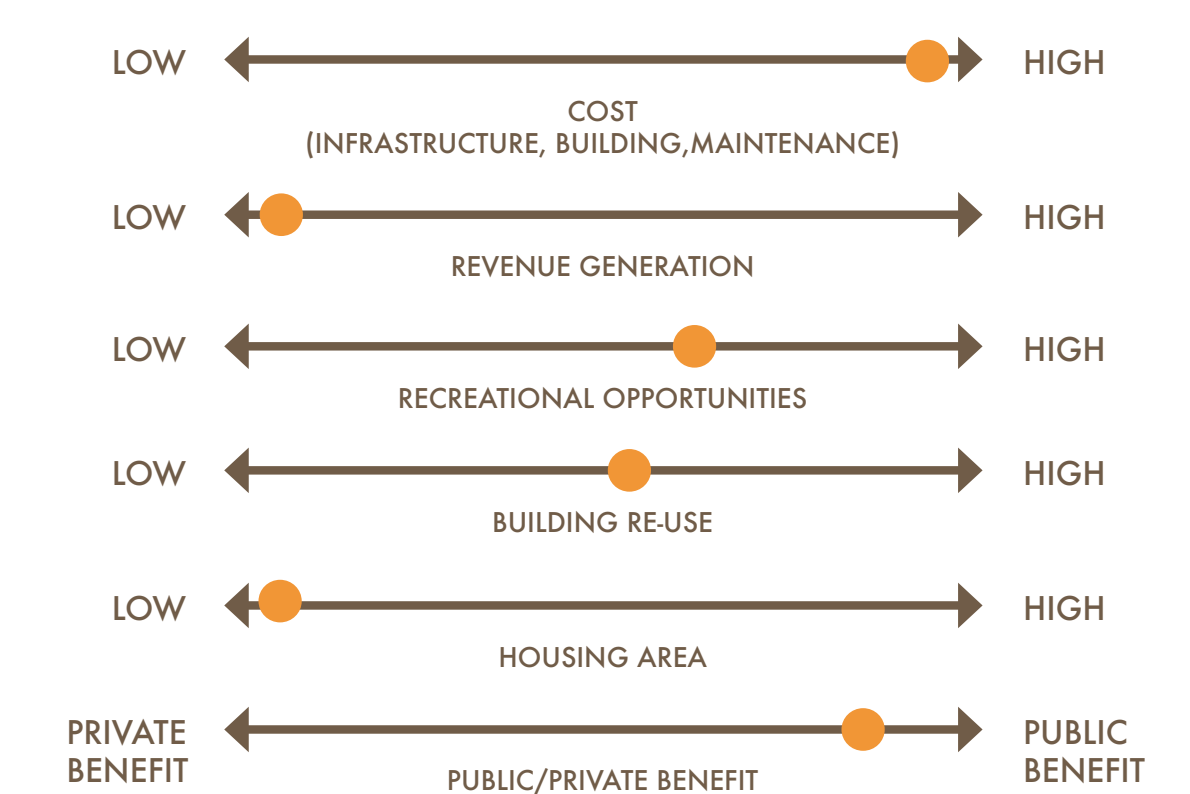 LOW HIGH
COST
(INFRASTRUCTURE, BUILDING,MAINTENANCE)
LOW HIGH
REVENUE GENERATION
LOW HIGH
RECREATIONAL OPPORTUNITIES
LOW HIGH
BUILDING RE-USE
LOW HIGH
HOUSING AREA
PRIVATE BENEFIT
PUBLIC BENEFIT
PUBLIC/PRIVATE BENEFIT